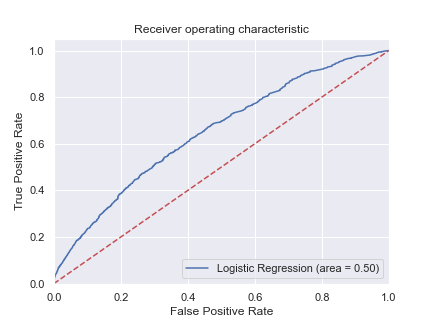 Receiver operating characteristic
True Positive Rate
1.0
0.8
0.6
0.4
0.2
0.0
Logistic Regression (area = 0.50)
0.0 0.2 0.4 0.6 0.8 1.0
False Positive Rate